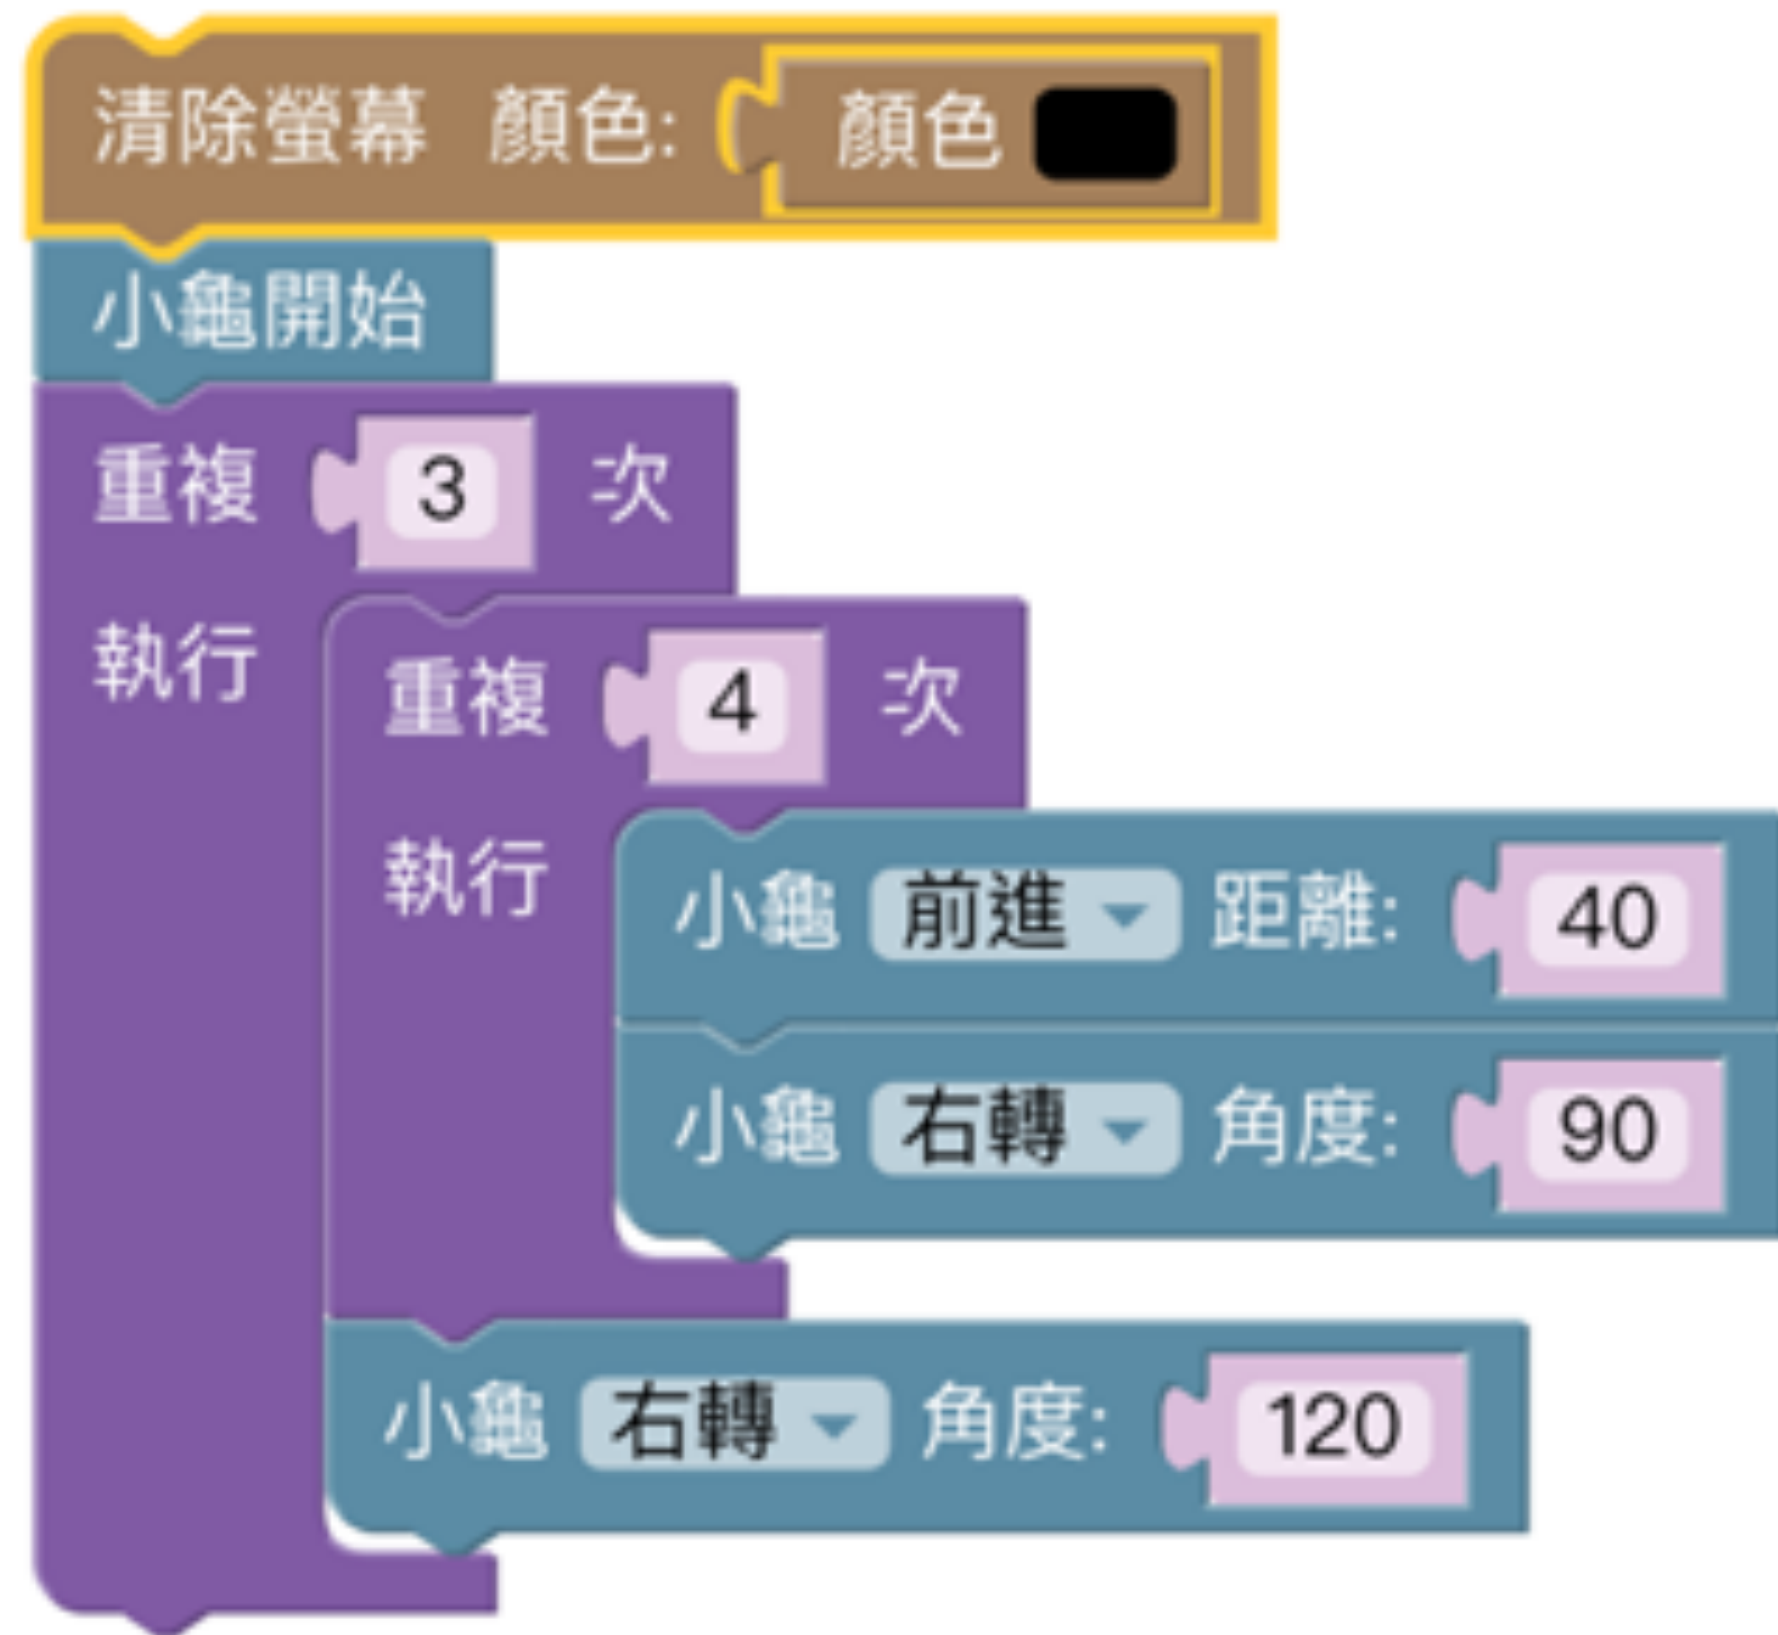 清除螢幕 顏色: 顏色
小龜開始
重複 3 次
執行
重複 4 次
執行
小龜 前進 距離: 40
小龜 右轉 角度: 90
小龜 右轉 角度: 120